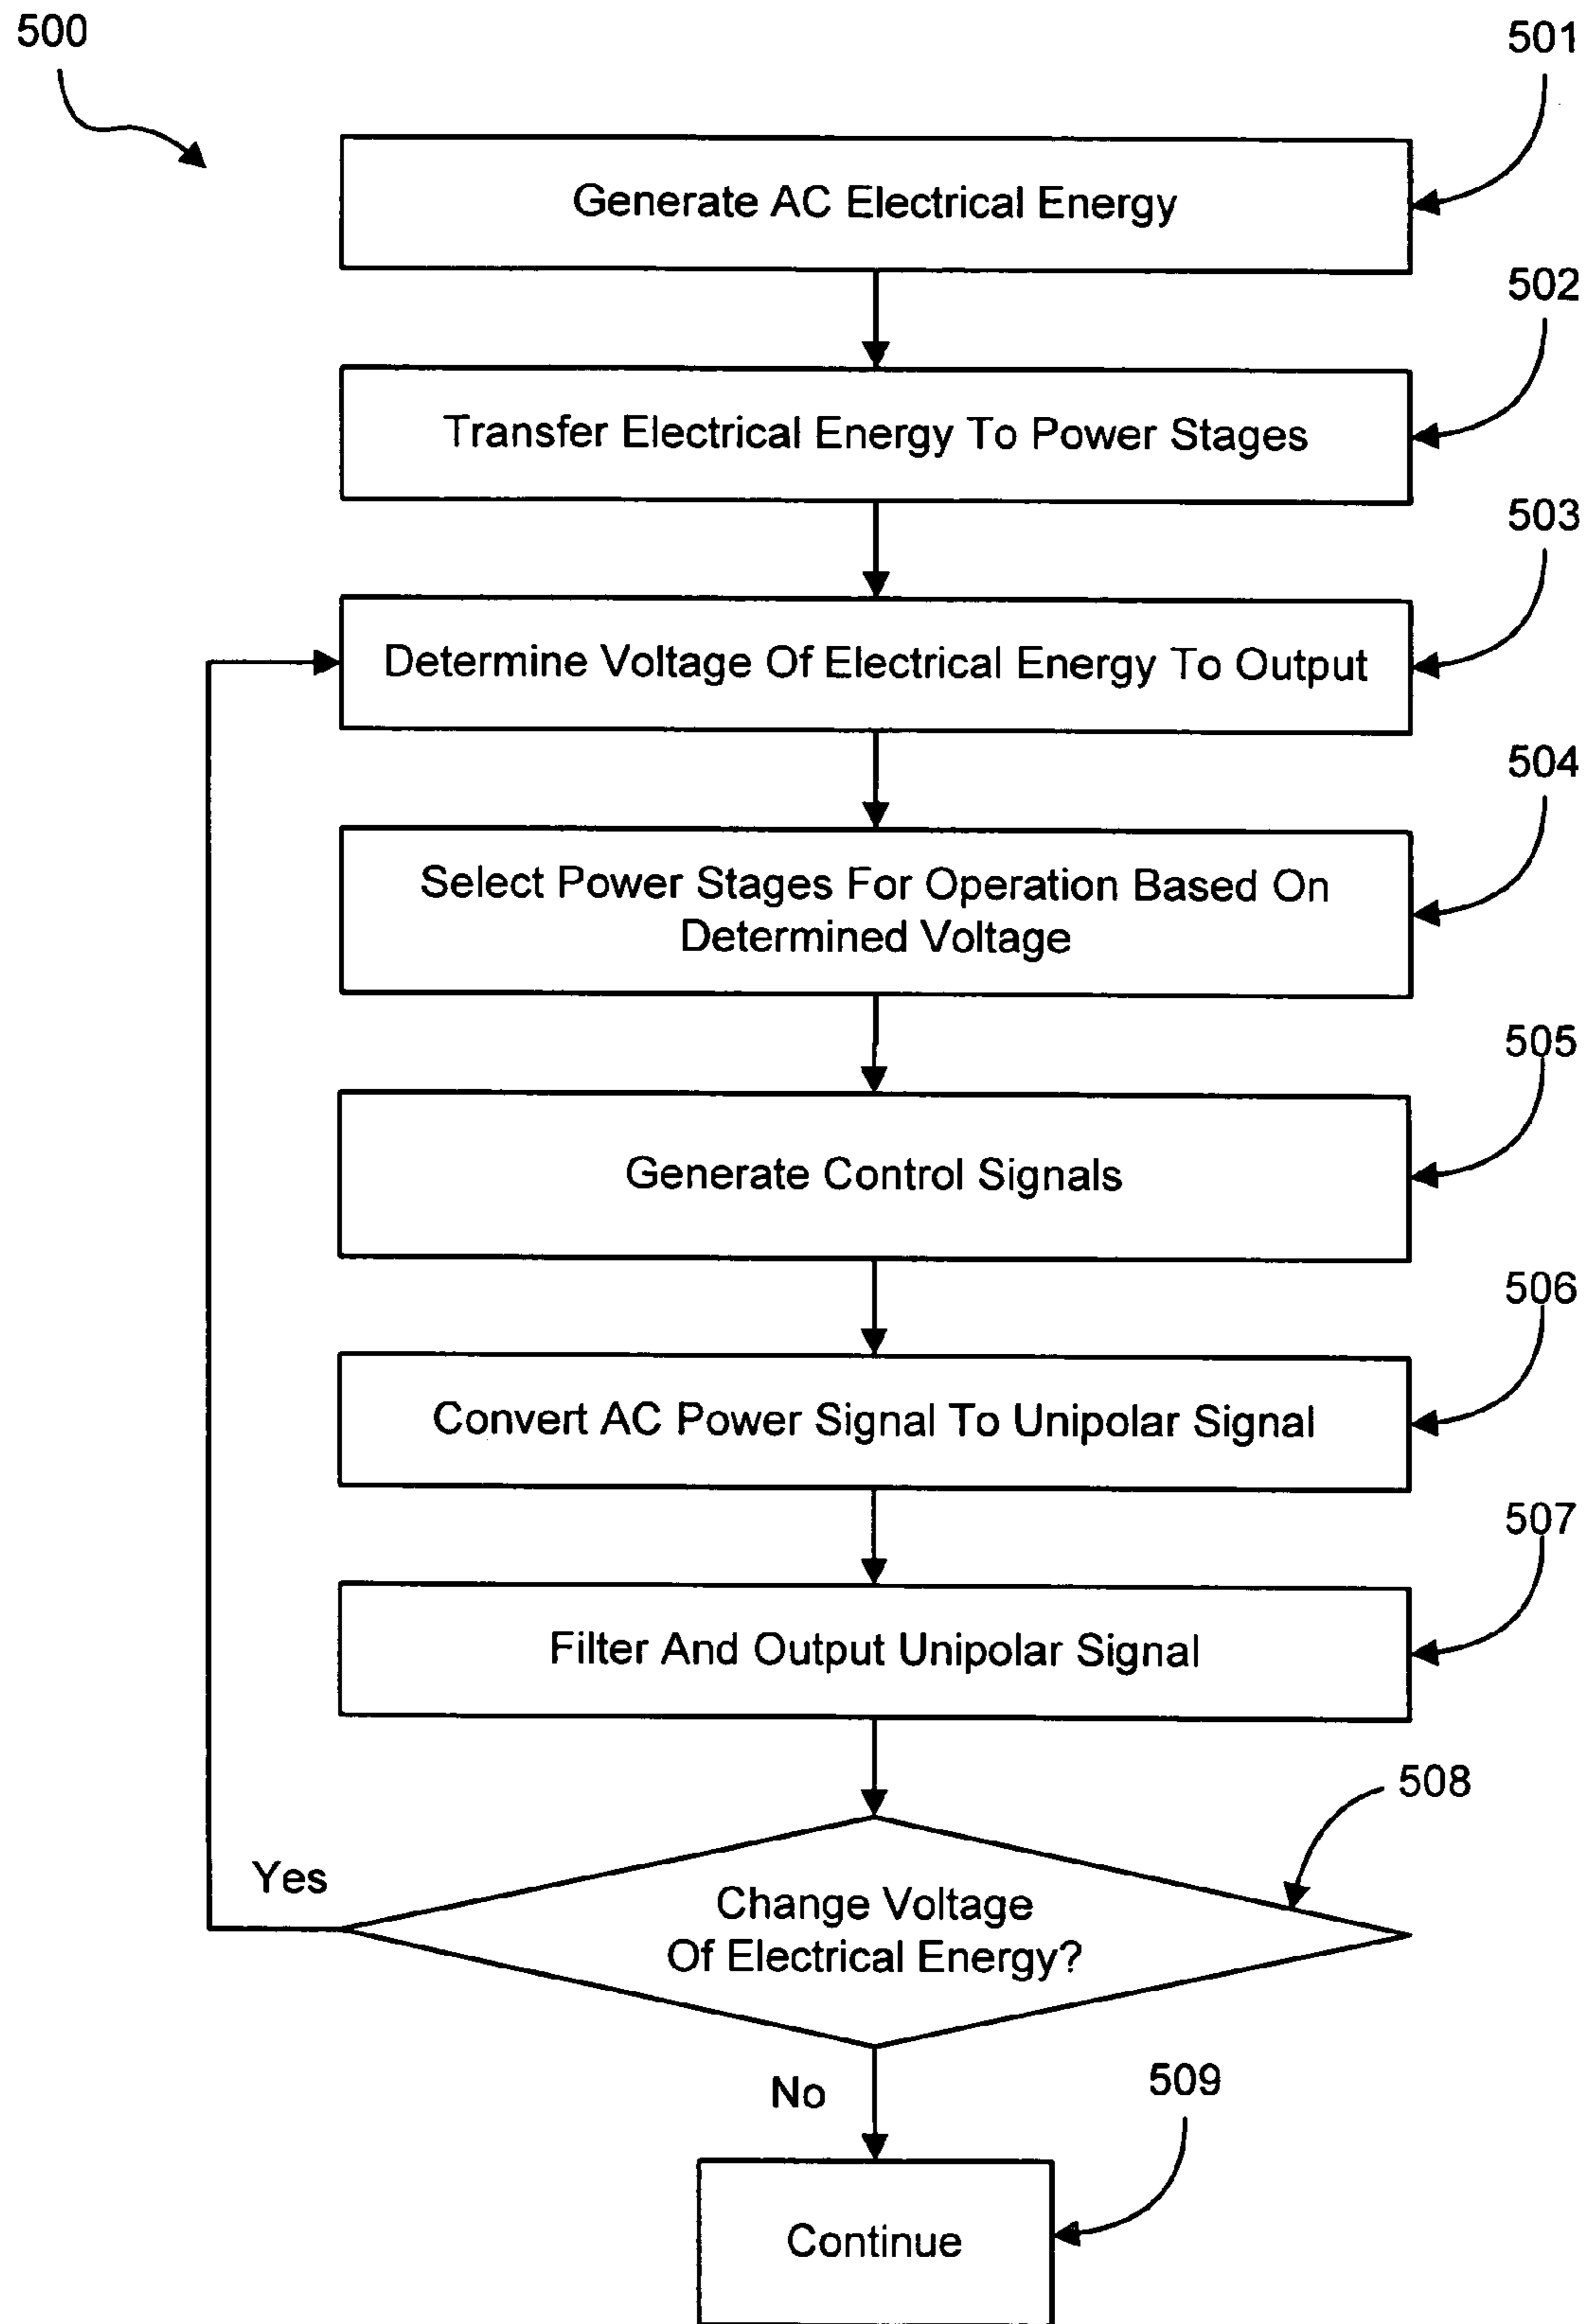 500
501
Generate AC Electrical Energy
502
Transfer Electrical Energy To Power Stages
503
Determine Voltage Of Electrical Energy To Output
504
Select Power Stages For Operation Based On
Determined Voltage
505
Generate Control Signals
506
Convert AC Power Signal To Unipolar Signal
507
Filter And Output Unipolar Signal
508
Yes
Change Voltage
Of Electrical Energy?
No
509
Continue